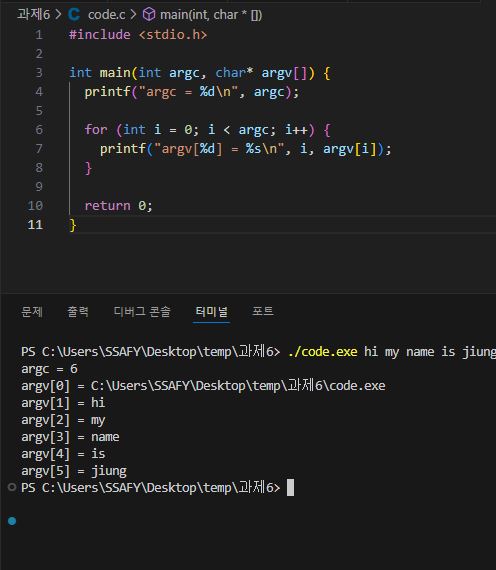 과제6 > C code.c > main(int, char * [])
1 #include <stdio.h>
2
3 int main(int argc, char* argv[]) {
4 printf("argc = %d\n", argc);
5
6 for (int i = 0; i < argc; i++) {
7 printf("argv[%d] = %s\n", i, argv[i]);
8 }
9
10 return 0;
11 }
문제 출력 디버그 콘솔 터미널 포트
PS C:\Users\SSAFY\Desktop\temp\과제6> ./code.exe hi my name is jiung
argc = 6
argv[0] = C:\Users\SSAFY\Desktop\temp\과제6\code.exe
argv[1] = hi
argv[2] = my
argv[3] = name
argv[4] = is
argv[5] = jiung
PS C:\Users\SSAFY\Desktop\temp\과제6>